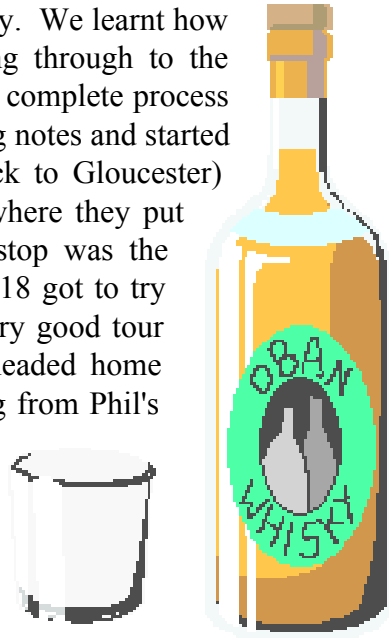 y. We learnt how
ng through to the
complete process
g notes and started
ck to Gloucester)
where they put
stop was the
18 got to try
ry good tour
eaded home
g from Phil's
OBAN
WHISKY